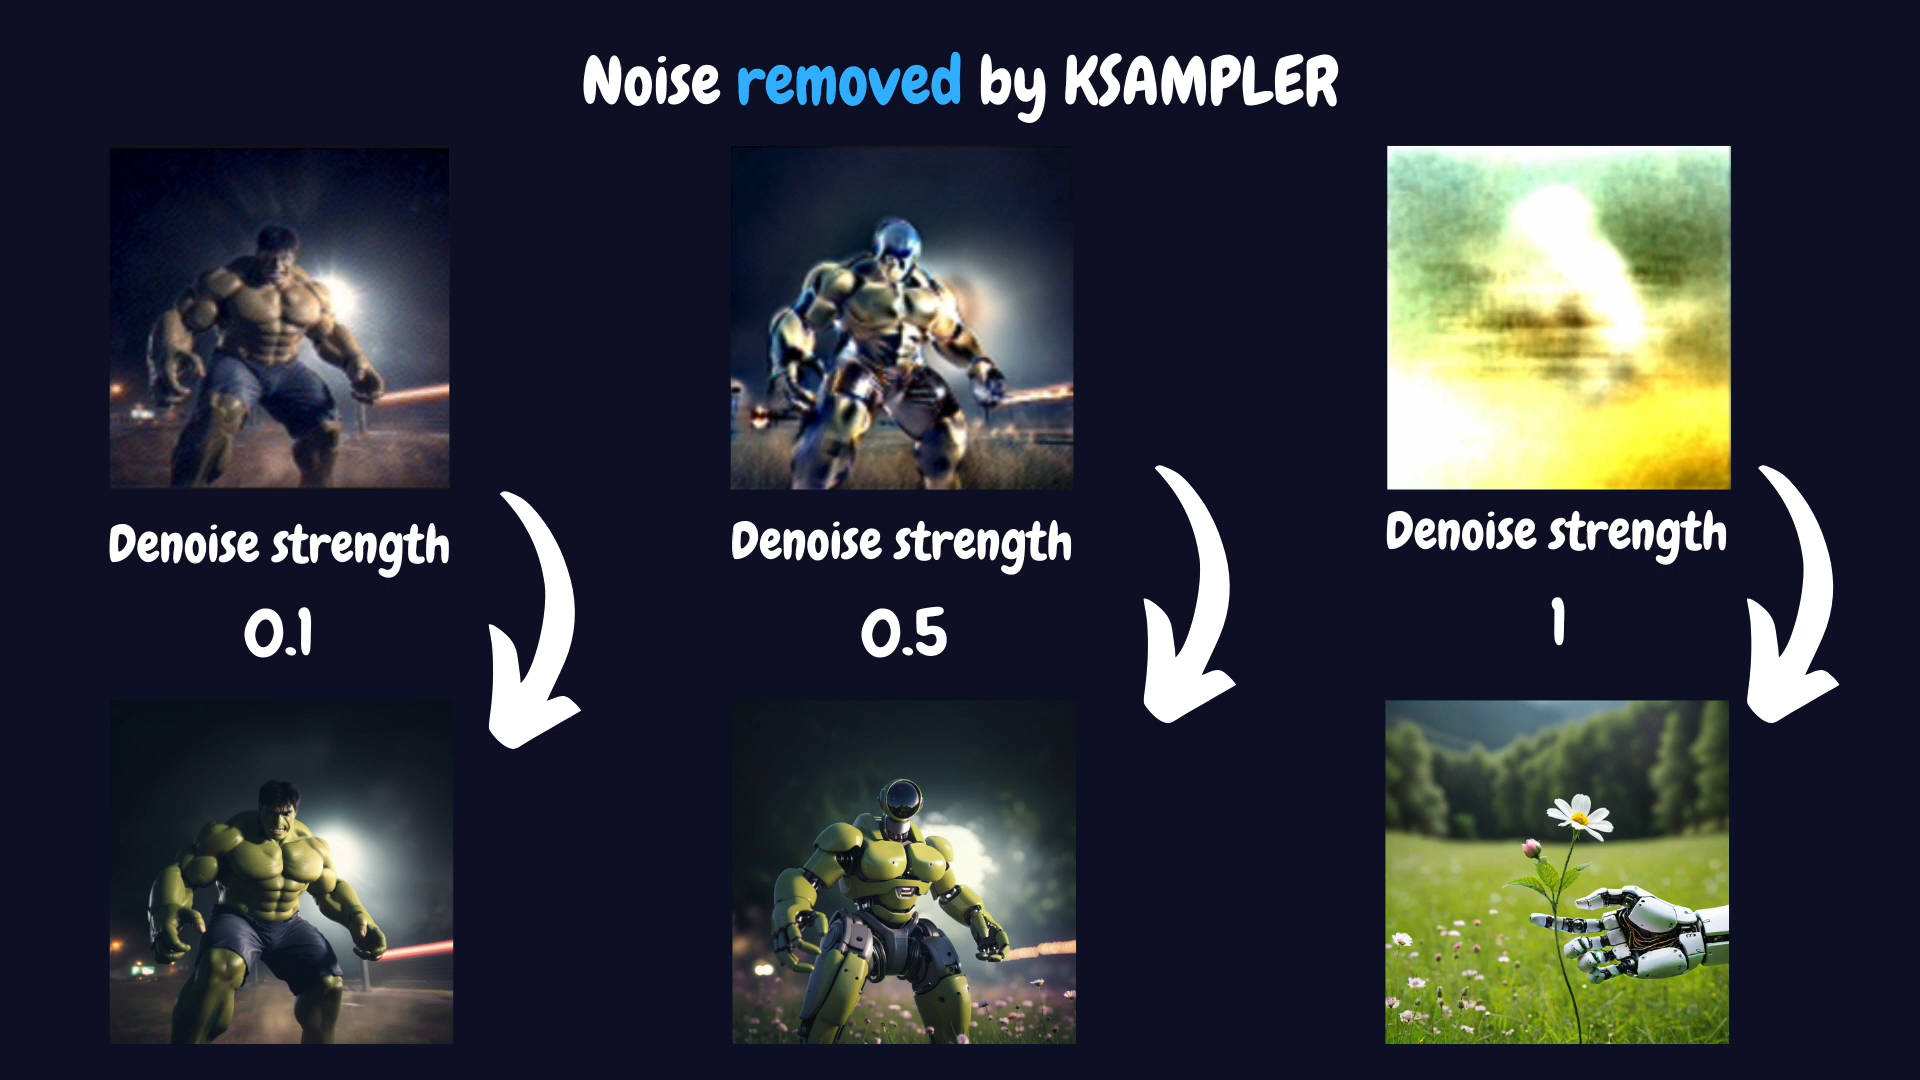 Noise removed by KSAMPLER
Denoise strength
0.1
Denoise strength
0.5
Denoise strength
1